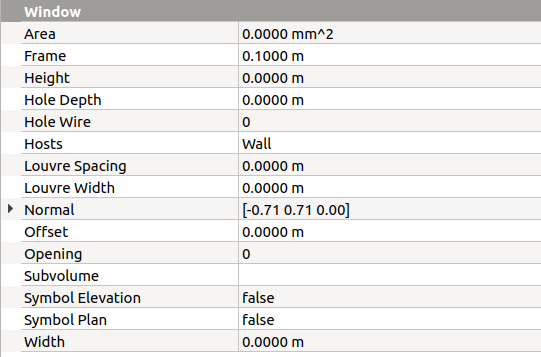 Window
Area 0.0000 mm^2
Frame 0.1000 m
Height 0.0000 m
Hole Depth 0.0000 m
Hole Wire 0
Hosts Wall
Louvre Spacing 0.0000 m
Louvre Width 0.0000 m
Normal [-0.71 0.71 0.00]
Offset 0.0000 m
Opening 0
Subvolume
Symbol Elevation false
Symbol Plan false
Width 0.0000 m